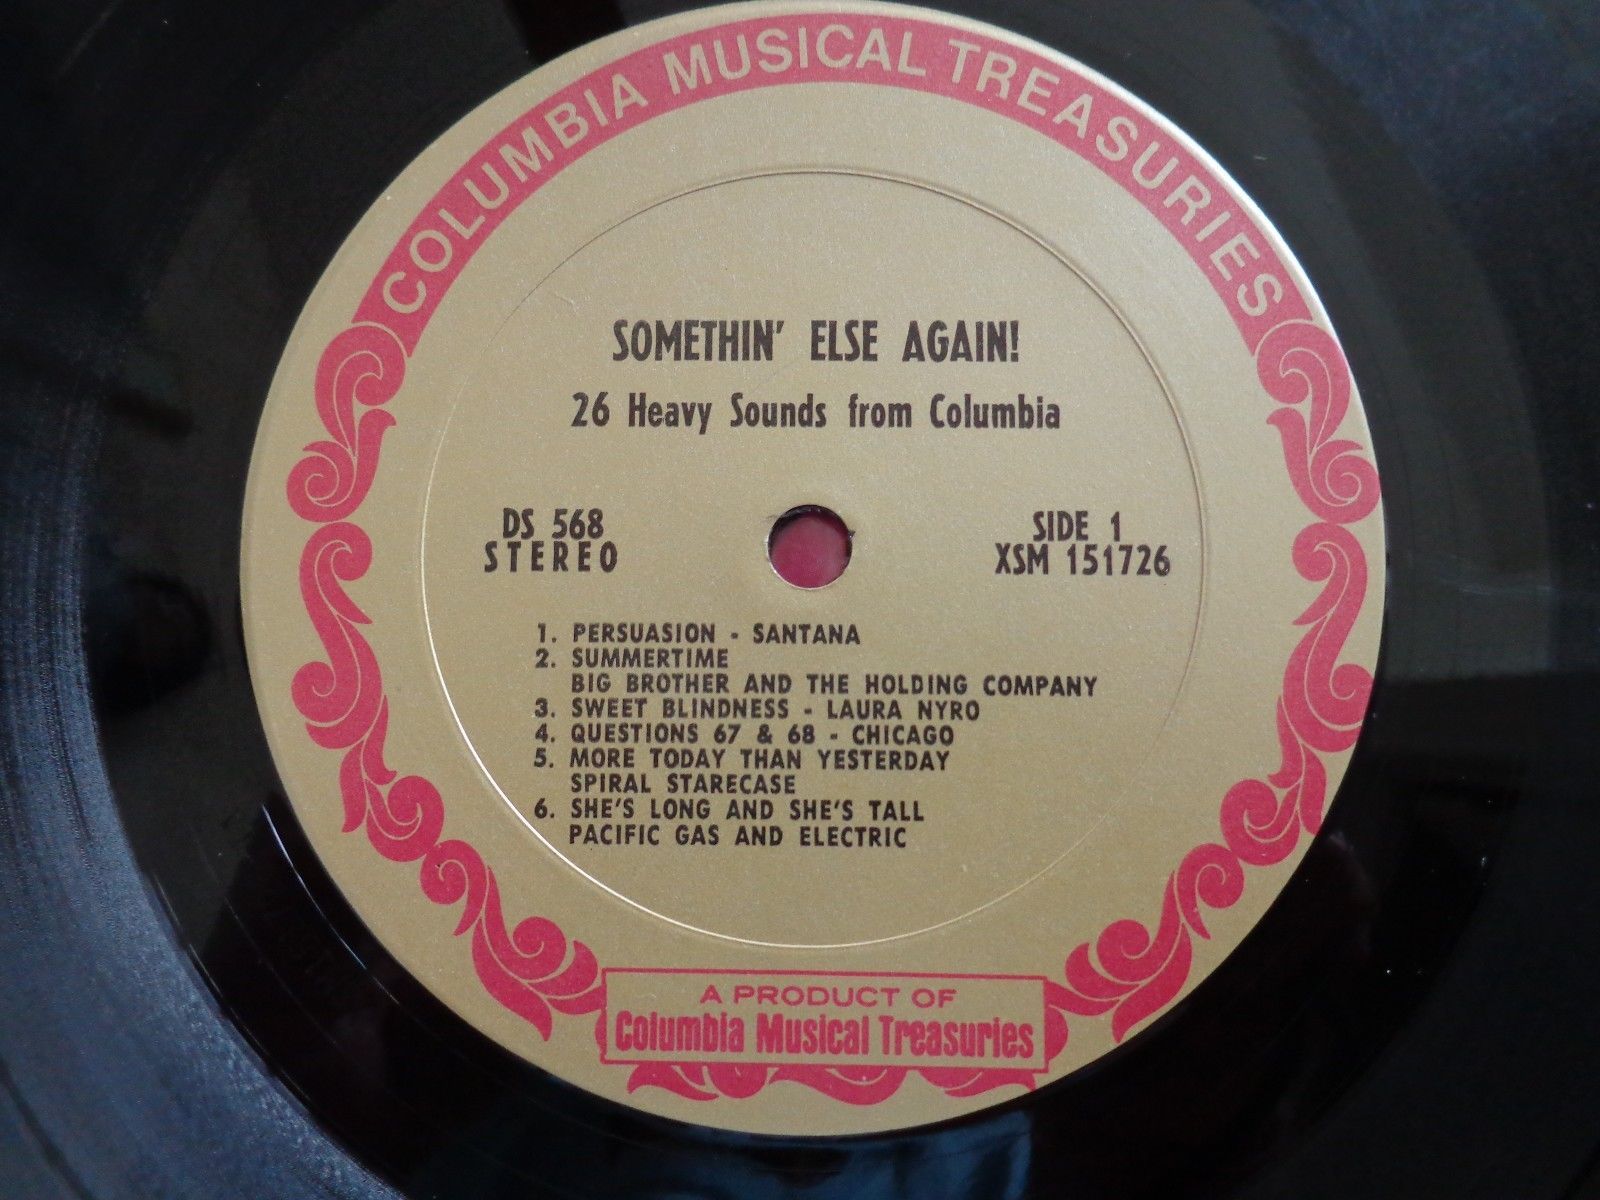 COLUMBIA MUSICAL TREASURIES
SOMETHIN' ELSE AGAIN!
26 Heavy Sounds from Columbia
DS 568
STEREO
SIDE 1
XSM 151726
1. PERSUASION - SANTANA
2. SUMMERTIME
BIG BROTHER AND THE HOLDING COMPANY
3. SWEET BLINDNESS - LAURA NYRO
4. QUESTIONS 67 & 68 - CHICAGO
5. MORE TODAY THAN YESTERDAY
SPIRAL STARECASE
6. SHE'S LONG AND SHE'S TALL
PACIFIC GAS AND ELECTRIC
A PRODUCT OF
Columbia Musical Treasuries